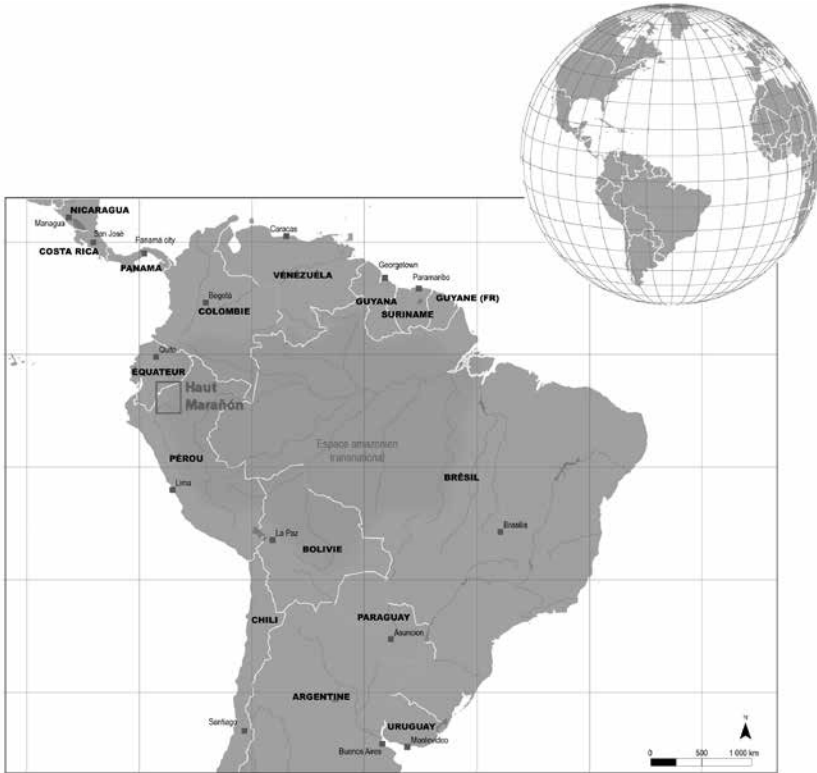 NICARAGUA
Managua
San José
Panama city
COSTA RICA
PANAMA
Caracas
VÉNÉZUÉLA
Georgetown
Paramaribo
Bogotá
COLOMBIE
GUYANA
GUYANE (FR)
SURINAME
Quito
ÉQUATEUR
Haut
Marañón
Espace amazonien
transnational
PÉROU
BRÉSIL
Lima
Brasilia
La Paz
BOLIVIE
CHILI
PARAGUAY
Asuncion
ARGENTINE
Santiago
URUGUAY
Buenos Aires
Montevideo
N
0 500 1 000 km